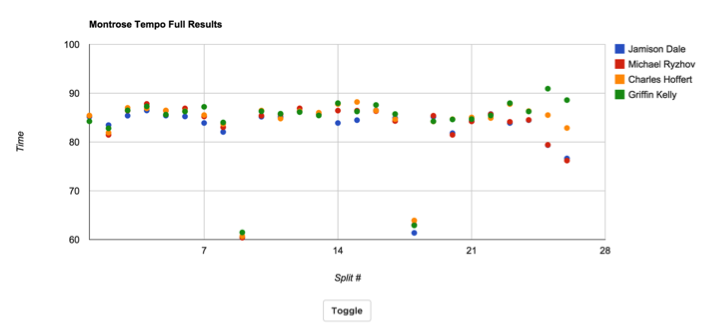 Montrose Tempo Full Results
100
90
80
70
60
Time
7
14
21
28
Split #
Jamison Dale
Michael Ryzhov
Charles Hoffert
Griffin Kelly
Toggle